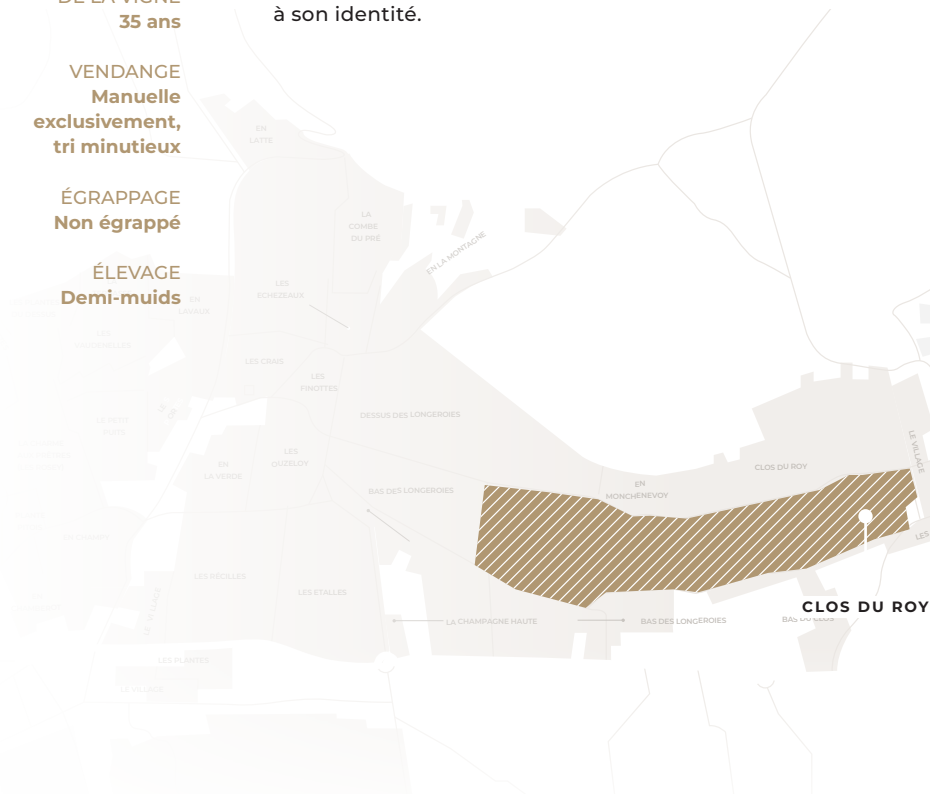 DE LA VIGNE
35 ans
VENDANGE
Manuelle
exclusivement,
tri minutieux
ÉGRAPPAGE
Non égrappé
ÉLEVAGE
Demi-muids
à son identité.
EN
LATTE
LA
COMBE
DU PRÉ
EN LA MONTAGNE
LES
ECHEZEAUX
EN
LAVAUX
LES CRAIS
LES
FINOTTES
DESSUS DES LONGEROIES
LE PETIT
PUITS
EN
LA VERDE
LES
OUZELOY
BAS DES LONGEROIES
EN
MONCHENEVOY
CLOS DU ROY
LE VILLAGE
LES
LES RÉCILLES
LES ETALLES
LE VILLAGE
CLOS DU ROY
LA CHAMPAGNE HAUTE
BAS DES LONGEROIES
BAS DU CLOS
LES PLANTES
LE VILLAGE